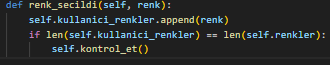 def renk_secildi(self, renk):
    self.kullanici_renkler.append(renk)
    if len(self.kullanici_renkler) == len(self.renkler):
        self.kontrol_et()